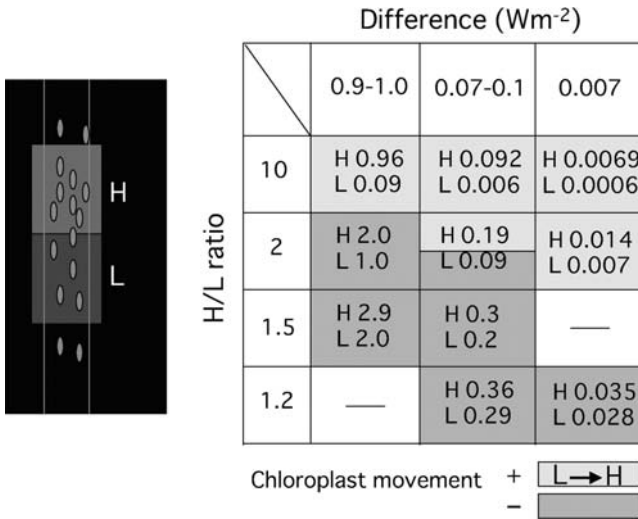 Difference (Wm-2)
0.9-1.0 0.07-0.1 0.007
H
L
H/L ratio
10
H 0.96 H 0.092 H 0.0069
L 0.09 L 0.006 L 0.0006
2
H 2.0 H 0.19 H 0.014
L 1.0 L 0.09 L 0.007
1.5
H 2.9 H 0.3 —
L 2.0 L 0.2
1.2
— H 0.36 H 0.035
L 0.29 L 0.028
Chloroplast movement + L→H
−